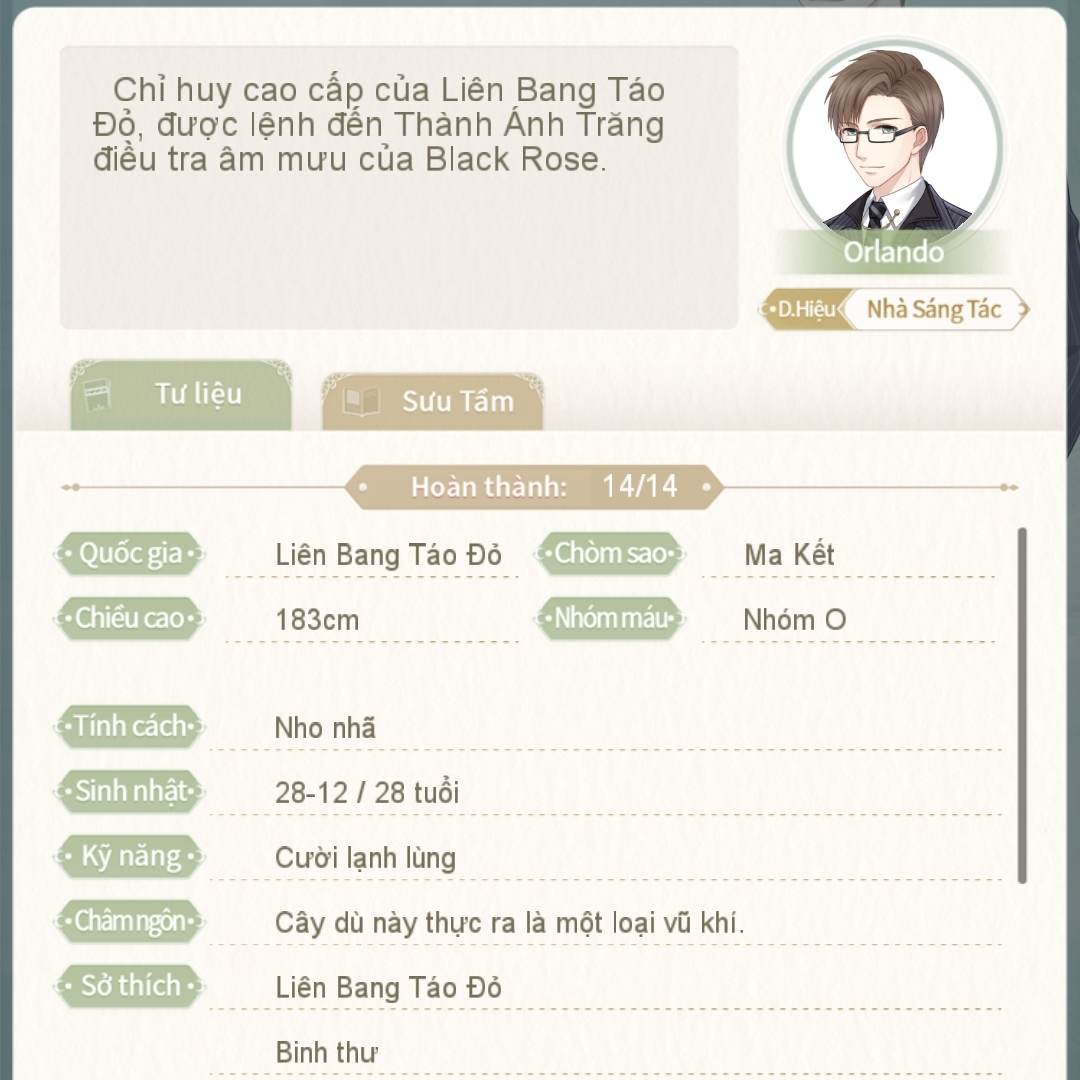 Chỉ huy cao cấp của Liên Bang Táo
Đỏ, được lệnh đến Thành Ánh Trăng
điều tra âm mưu của Black Rose.
Orlando
D.Hiệu Nhà Sáng Tác
Tư liệu Sưu Tầm
Hoàn thành: 14/14
Quốc gia Liên Bang Táo Đỏ Chòm sao Ma Kết
Chiều cao 183cm Nhóm máu Nhóm O
Tính cách Nho nhã
Sinh nhật 28-12 / 28 tuổi
Kỹ năng Cười lạnh lùng
Châm ngôn Cây dù này thực ra là một loại vũ khí.
Sở thích Liên Bang Táo Đỏ
Binh thư